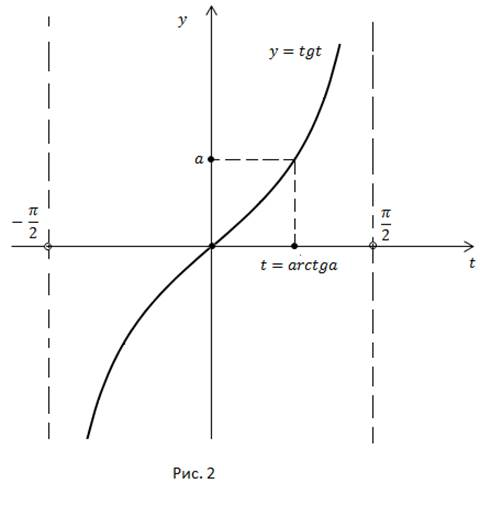 y
y = tgt
a
− π/2
π/2
t = arctga
t
Рис. 2